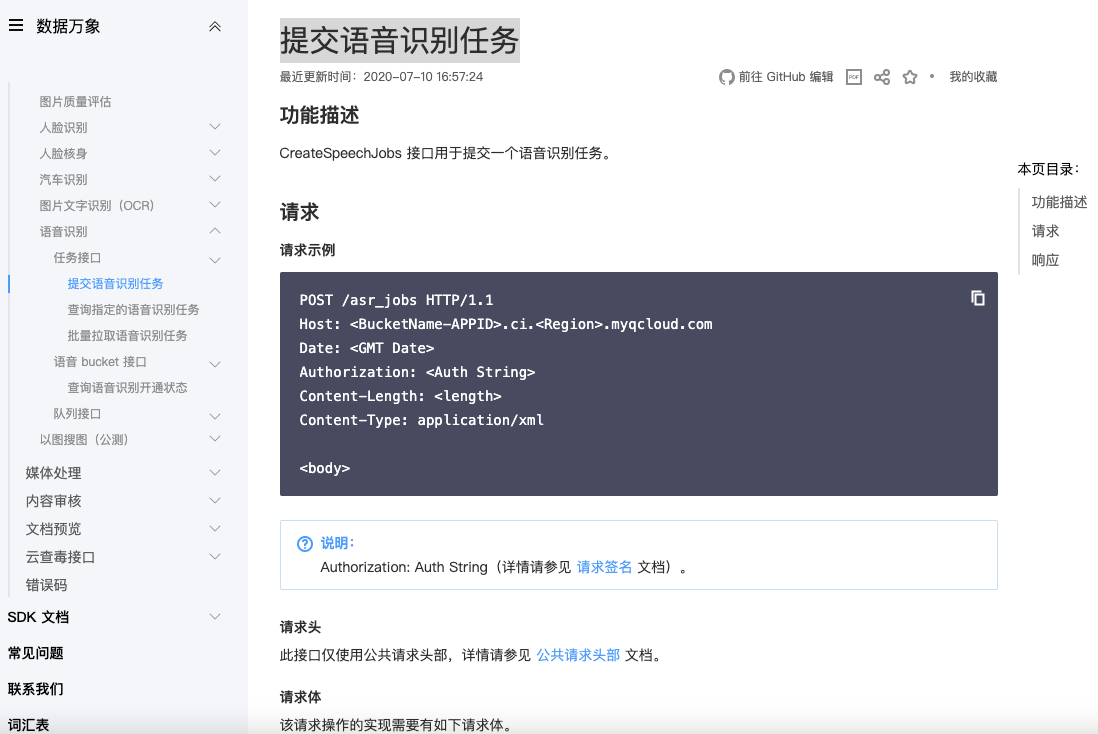 数据万象
图片质量评估
人脸识别
人脸核身
汽车识别
图片文字识别（OCR）
语音识别
任务接口
提交语音识别任务
查询指定的语音识别任务
批量拉取语音识别任务
语音 bucket 接口
查询语音识别开通状态
队列接口
以图搜图（公测）
媒体处理
内容审核
文档预览
云查毒接口
错误码
SDK 文档
常见问题
联系我们
词汇表
提交语音识别任务
最近更新时间：2020-07-10 16:57:24
前往 GitHub 编辑 PDF • 我的收藏
功能描述
CreateSpeechJobs 接口用于提交一个语音识别任务。
请求
请求示例
POST /asr_jobs HTTP/1.1
Host: <BucketName-APPID>.ci.<Region>.myqcloud.com
Date: <GMT Date>
Authorization: <Auth String>
Content-Length: <length>
Content-Type: application/xml
<body>
说明：
Authorization: Auth String（详情请参见 请求签名 文档）。
请求头
此接口仅使用公共请求头部，详情请参见 公共请求头部 文档。
请求体
该请求操作的实现需要有如下请求体。
本页目录：
功能描述
请求
响应